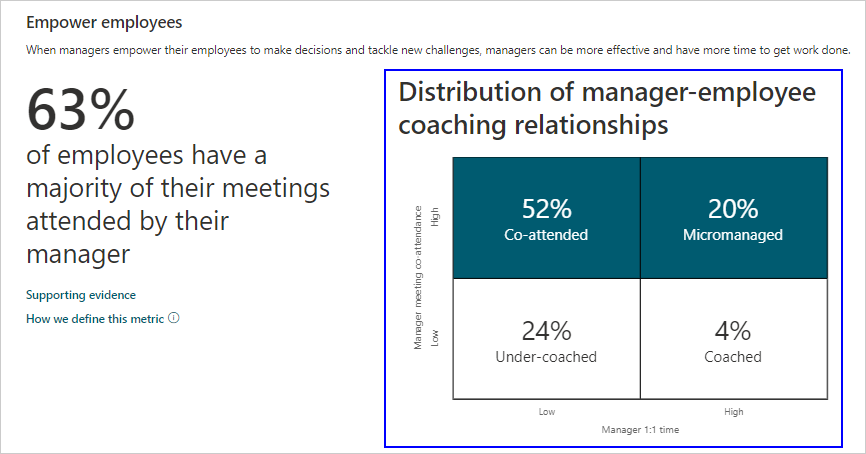 Empower employees
When managers empower their employees to make decisions and tackle new challenges, managers can be more effective and have more time to get work done.
63%
of employees have a
majority of their meetings
attended by their
manager
Supporting evidence
How we define this metric
Distribution of manager-employee
coaching relationships
Manager meeting co-attendance
High
Low
52%
Co-attended
20%
Micromanaged
24%
Under-coached
4%
Coached
Low
High
Manager 1:1 time